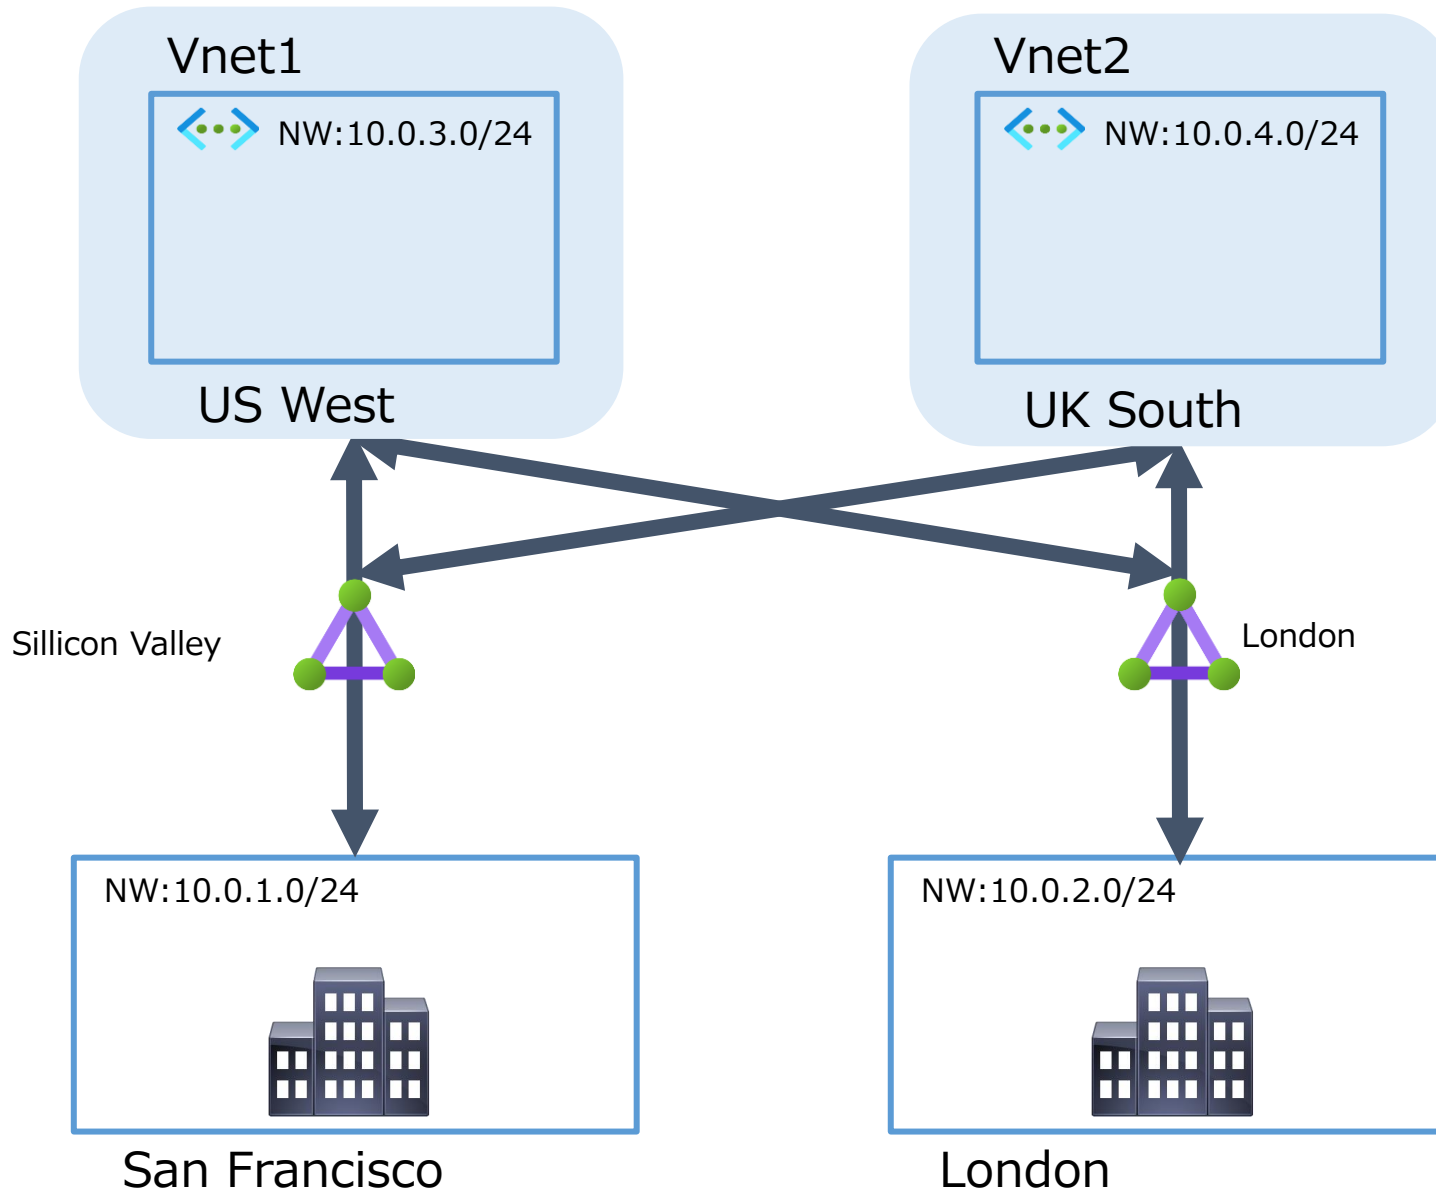 Vnet1
Vnet2
NW:10.0.3.0/24
NW:10.0.4.0/24
US West
UK South
Sillicon Valley
London
NW:10.0.1.0/24
NW:10.0.2.0/24
San Francisco
London